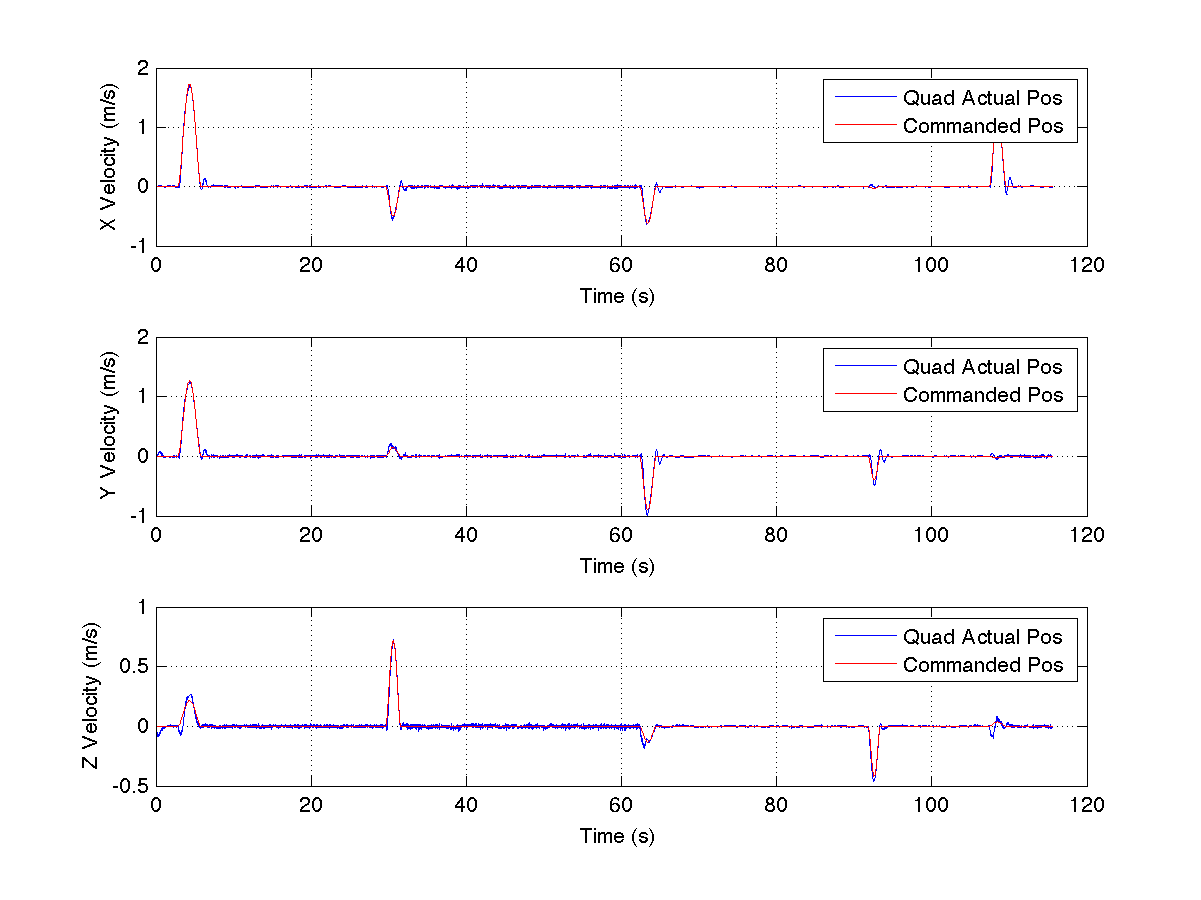 2
1
0
-1
X Velocity (m/s)
Quad Actual Pos
Commanded Pos
0 20 40 60 80 100 120
Time (s)
2
1
0
-1
Y Velocity (m/s)
Quad Actual Pos
Commanded Pos
0 20 40 60 80 100 120
Time (s)
1
0.5
0
-0.5
Z Velocity (m/s)
Quad Actual Pos
Commanded Pos
0 20 40 60 80 100 120
Time (s)